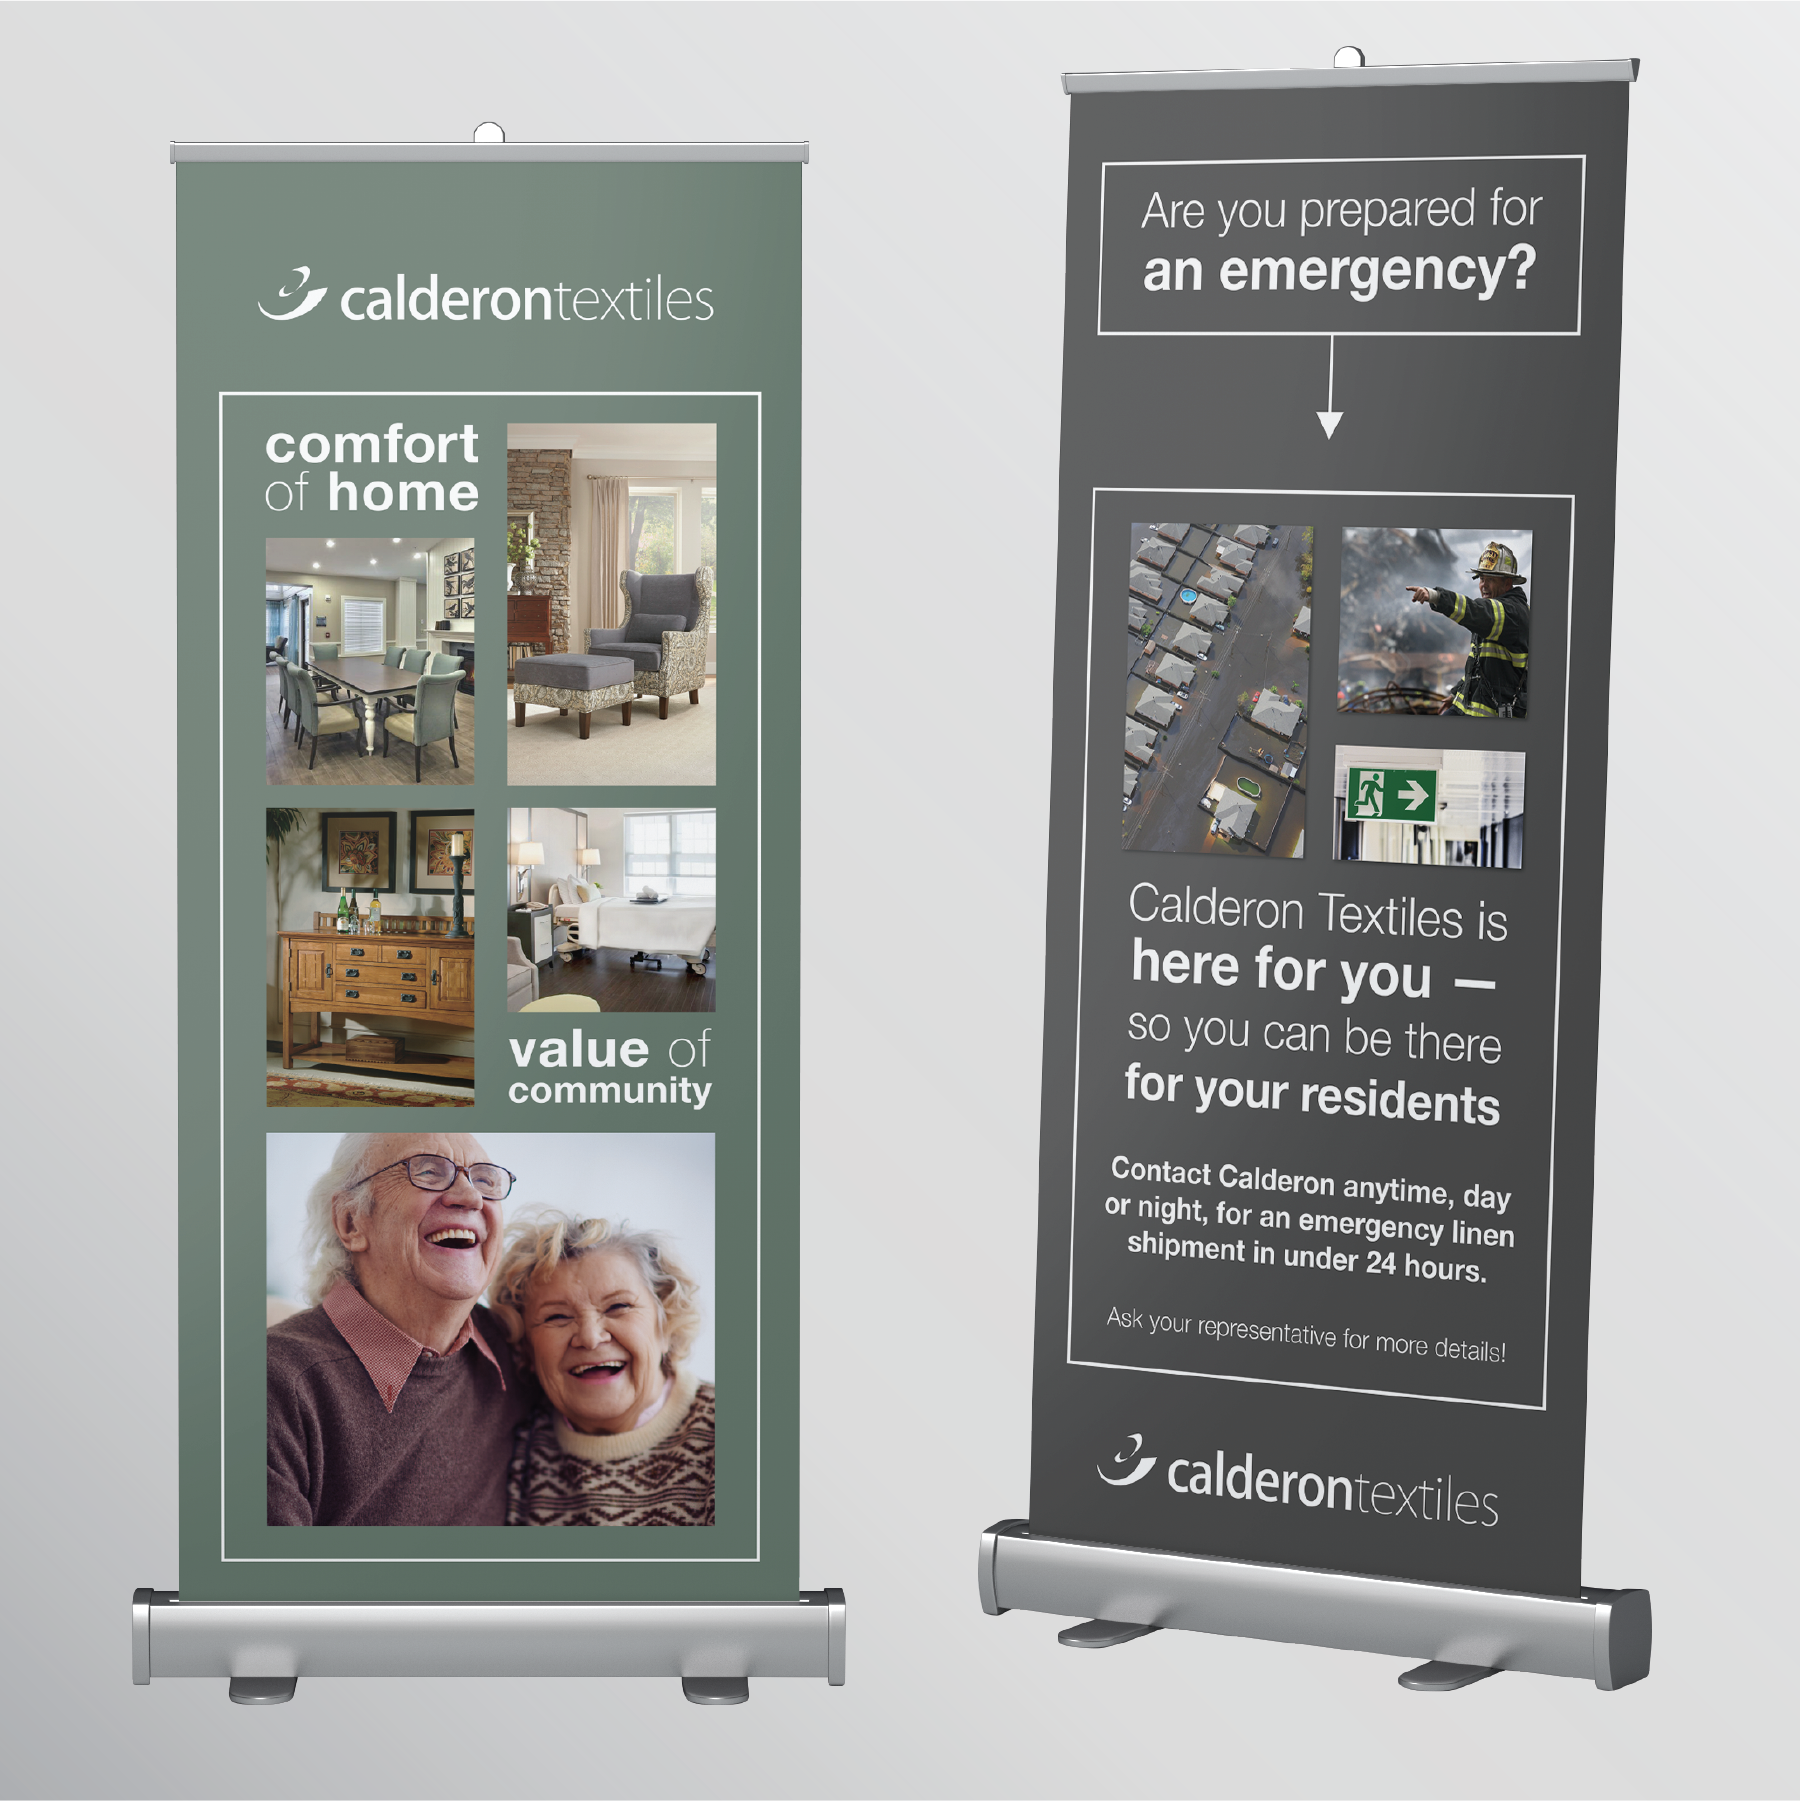 calderontextiles
comfort
of home
value of
community
Are you prepared for
an emergency?
Calderon Textiles is
here for you —
so you can be there
for your residents
Contact Calderon anytime, day
or night, for an emergency linen
shipment in under 24 hours.
Ask your representative for more details!
calderontextiles